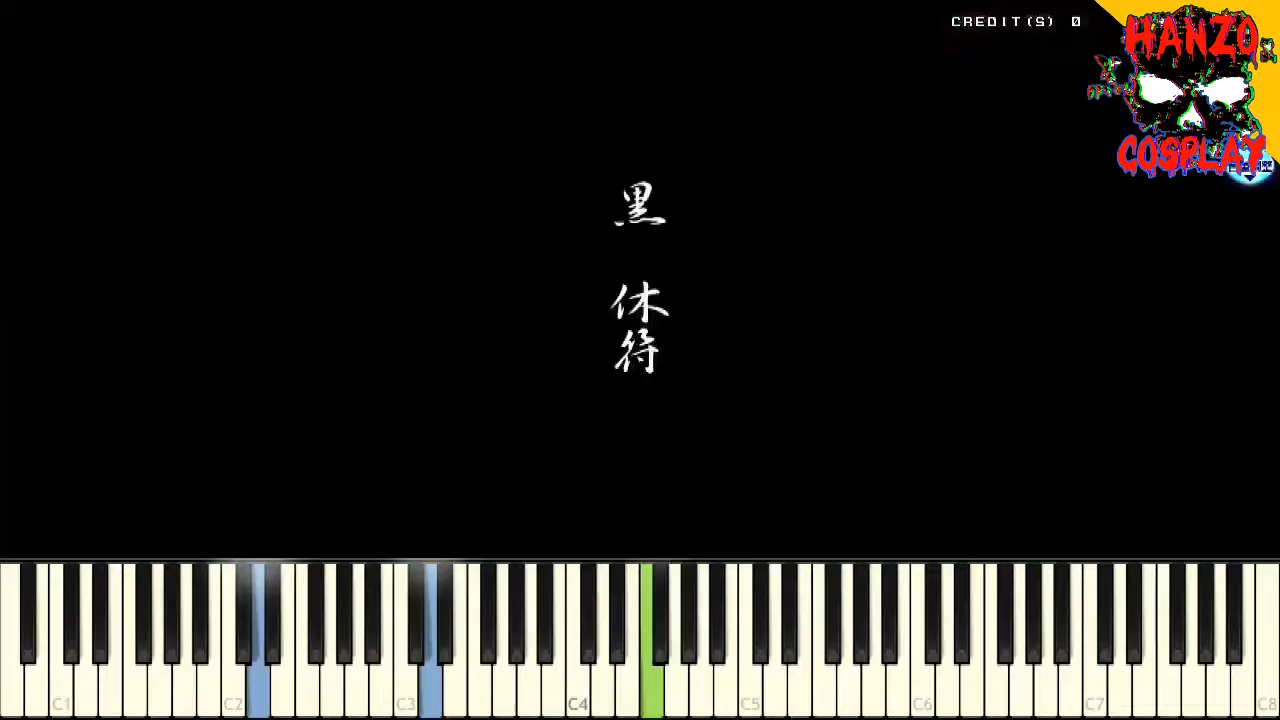 CREDIT(S) 0
HANZO
COSPLAY
黒
休符
C1 C2 C3 C4 C5 C6 C7 C8